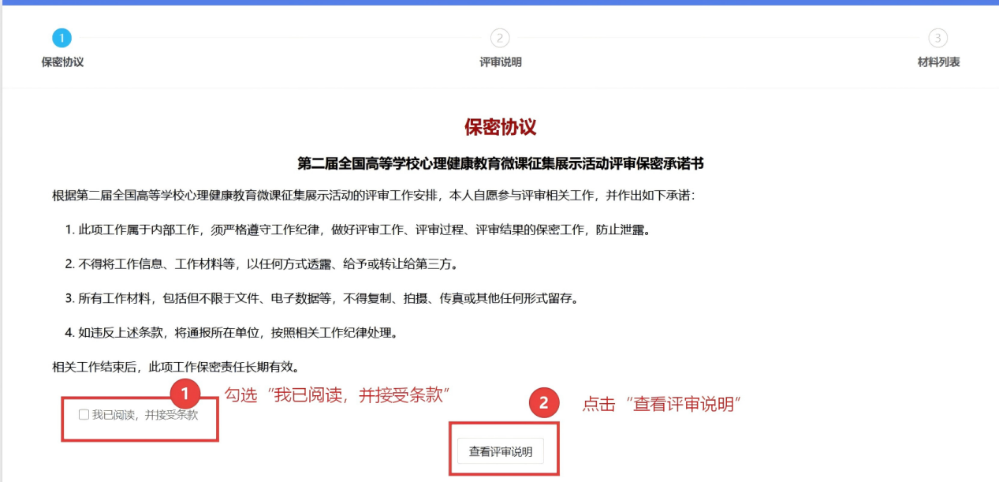 1
2
3
保密协议
评审说明
材料列表
保密协议
第二届全国高等学校心理健康教育微课征集展示活动评审保密承诺书
根据第二届全国高等学校心理健康教育微课征集展示活动的评审工作安排，本人自愿参与评审相关工作，并作出如下承诺：
1. 此项工作属于内部工作，须严格遵守工作纪律，做好评审工作、评审过程、评审结果的保密工作，防止泄露。
2. 不得将工作信息、工作材料等，以任何方式透露、给予或转让给第三方。
3. 所有工作材料，包括但不限于文件、电子数据等，不得复制、拍摄、传真或其他任何形式留存。
4. 如违反上述条款，将通报所在单位，按照相关工作纪律处理。
相关工作结束后，此项工作保密责任长期有效。
1 勾选“我已阅读，并接受条款”
2 点击“查看评审说明”
我已阅读，并接受条款
查看评审说明